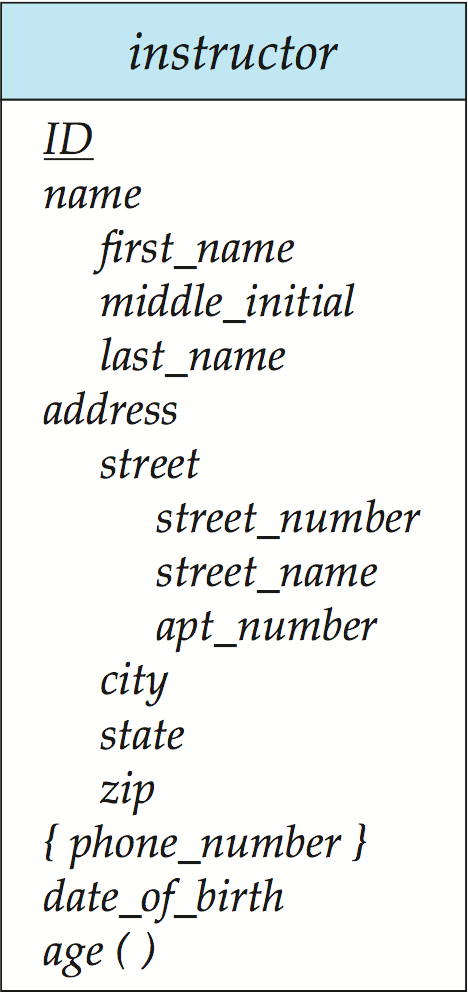 instructor
ID
name
first_name
middle_initial
last_name
address
street
street_number
street_name
apt_number
city
state
zip
{ phone_number }
date_of_birth
age ( )